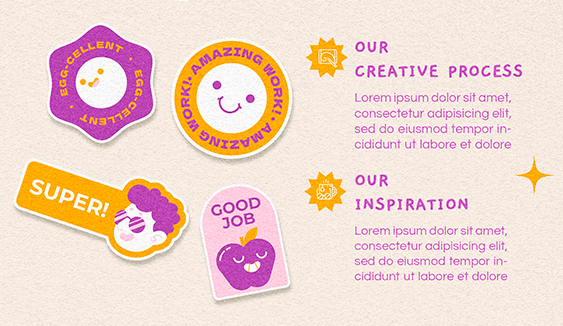 EGG-CELLENT • EGG-CELLENT •
AMAZING WORK! • AMAZING WORK! •
SUPER!
GOOD
JOB
OUR
CREATIVE PROCESS
Lorem ipsum dolor sit amet,
consectetur adipisicing elit,
sed do eiusmod tempor in-
cididunt ut labore et dolore
OUR
INSPIRATION
Lorem ipsum dolor sit amet,
consectetur adipisicing elit,
sed do eiusmod tempor in-
cididunt ut labore et dolore